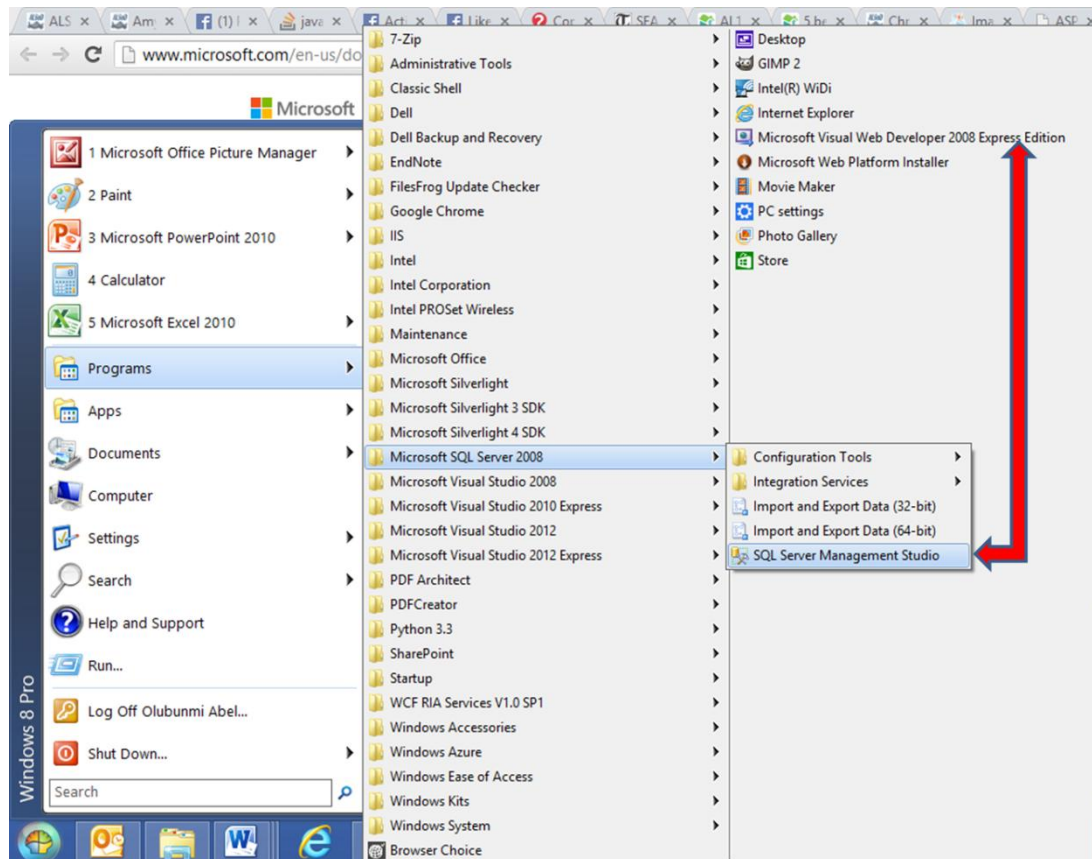 ALS
Am
(1)
java
Act
Like
Cor
SEA
AL1
5 be
Chr
Ima
ASP
www.microsoft.com/en-us/do
Microsoft
1 Microsoft Office Picture Manager
2 Paint
3 Microsoft PowerPoint 2010
4 Calculator
5 Microsoft Excel 2010
Programs
Apps
Documents
Computer
Settings
Search
Help and Support
Run...
Log Off Olubunmi Abel...
Shut Down...
Search
Windows 8 Pro
7-Zip
Administrative Tools
Classic Shell
Dell
Dell Backup and Recovery
EndNote
FilesFrog Update Checker
Google Chrome
IIS
Intel
Intel Corporation
Intel PROSet Wireless
Maintenance
Microsoft Office
Microsoft Silverlight
Microsoft Silverlight 3 SDK
Microsoft Silverlight 4 SDK
Microsoft SQL Server 2008
Microsoft Visual Studio 2008
Microsoft Visual Studio 2010 Express
Microsoft Visual Studio 2012
Microsoft Visual Studio 2012 Express
PDF Architect
PDFCreator
Python 3.3
SharePoint
Startup
WCF RIA Services V1.0 SP1
Windows Accessories
Windows Azure
Windows Ease of Access
Windows Kits
Windows System
Browser Choice
Desktop
GIMP 2
Intel(R) WiDi
Internet Explorer
Microsoft Visual Web Developer 2008 Express Edition
Microsoft Web Platform Installer
Movie Maker
PC settings
Photo Gallery
Store
Configuration Tools
Integration Services
Import and Export Data (32-bit)
Import and Export Data (64-bit)
SQL Server Management Studio